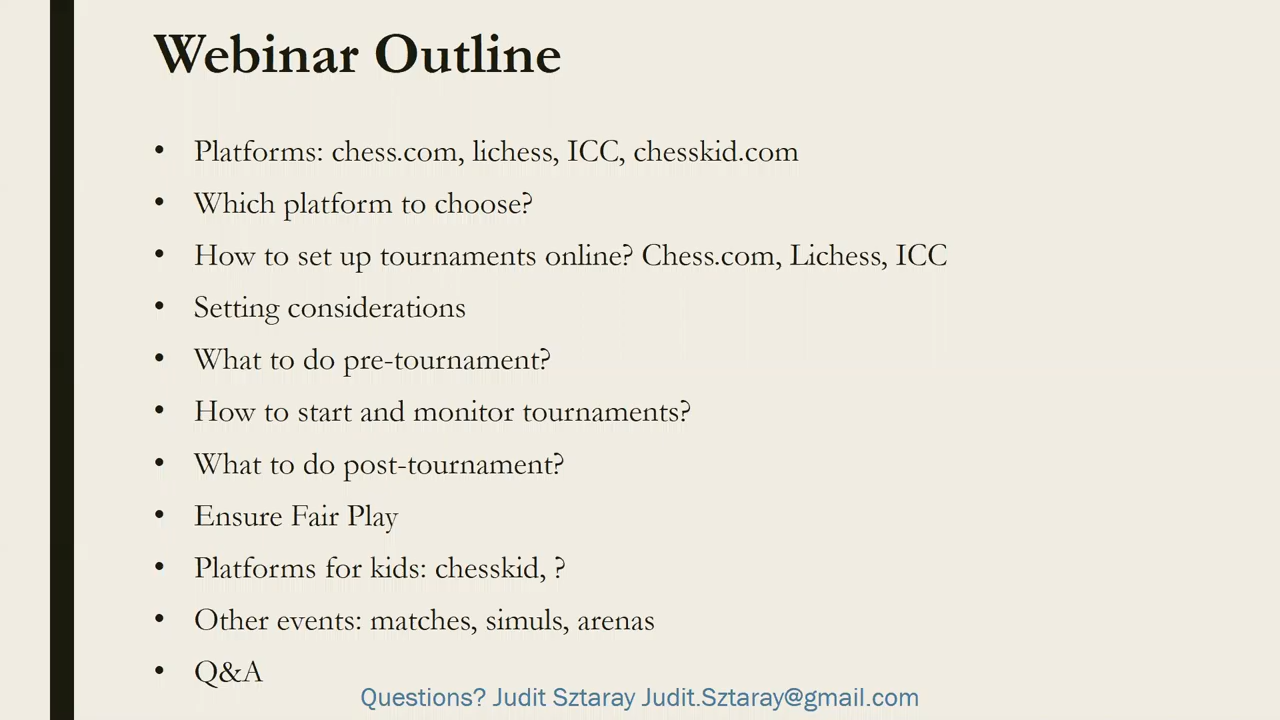 Webinar Outline
• Platforms: chess.com, lichess, ICC, chesskid.com
• Which platform to choose?
• How to set up tournaments online? Chess.com, Lichess, ICC
• Setting considerations
• What to do pre-tournament?
• How to start and monitor tournaments?
• What to do post-tournament?
• Ensure Fair Play
• Platforms for kids: chesskid, ?
• Other events: matches, simuls, arenas
• Q&A
Questions? Judit Sztaray Judit.Sztaray@gmail.com